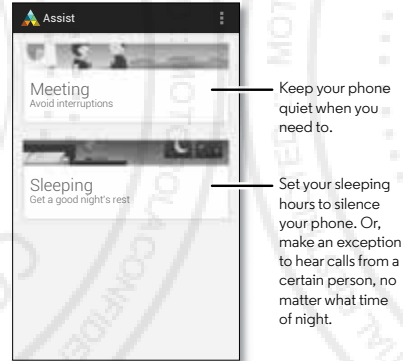 Assist
Meeting
Avoid interruptions
Keep your phone
quiet when you
need to.
Sleeping
Get a good night's rest
Set your sleeping
hours to silence
your phone. Or,
make an exception
to hear calls from a
certain person, no
matter what time
of night.